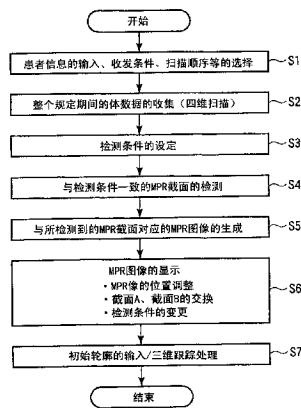 开始
患者信息的输入、收发条件、扫描顺序等的选择
S1
整个规定期间的体数据的收集（四维扫描）
S2
检测条件的设定
S3
与检测条件一致的MPR截面的检测
S4
与所检测到的MPR截面对应的MPR图像的生成
S5
MPR图像的显示
・MPR像的位置调整
・截面A、截面B的交换
・检测条件的变更
S6
初始轮廓的输入/三维跟踪处理
S7
结束